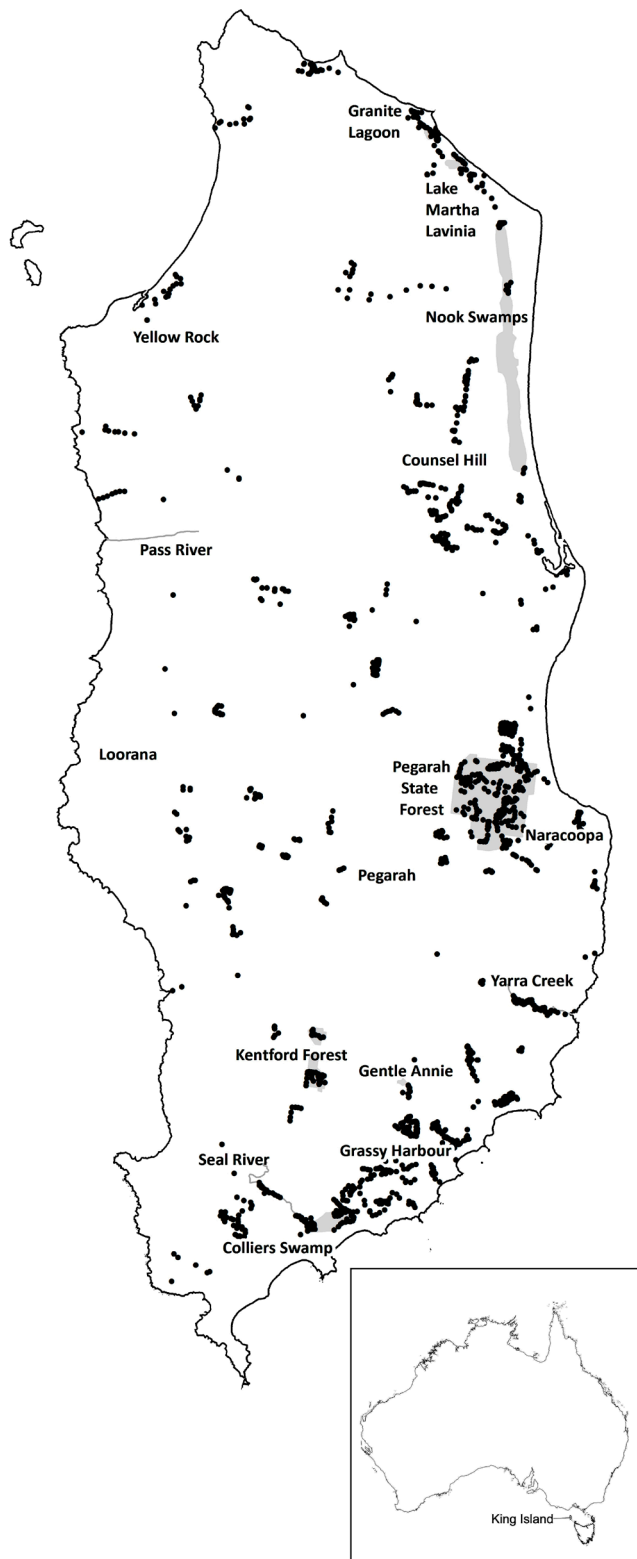 Granite
Lagoon
Lake
Martha
Lavinia
Nook Swamps
Yellow Rock
Counsel Hill
Pass River
Loorana
Pegarah
State
Forest
Naracoopa
Pegarah
Yarra Creek
Kentford Forest
Gentle Annie
Grassy Harbour
Seal River
Colliers Swamp
King Island